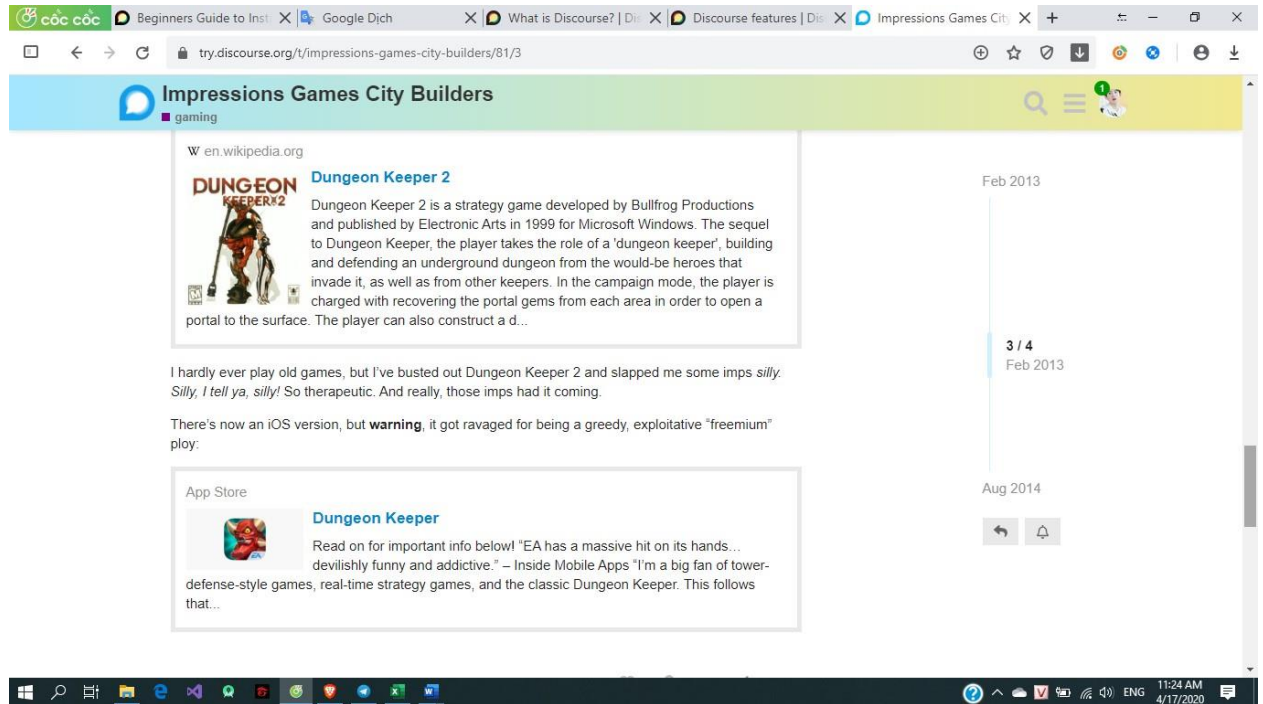 cốc cốc
Beginners Guide to Inst
Google Dịch
What is Discourse? | Dis
Discourse features | Dis
Impressions Games City
try.discourse.org/t/impressions-games-city-builders/81/3
Impressions Games City Builders
gaming
1
W en.wikipedia.org
DUNGEON
KEEPER 2
Dungeon Keeper 2
Dungeon Keeper 2 is a strategy game developed by Bullfrog Productions
and published by Electronic Arts in 1999 for Microsoft Windows. The sequel
to Dungeon Keeper, the player takes the role of a 'dungeon keeper', building
and defending an underground dungeon from the would-be heroes that
invade it, as well as from other keepers. In the campaign mode, the player is
charged with recovering the portal gems from each area in order to open a
portal to the surface. The player can also construct a d...
I hardly ever play old games, but I've busted out Dungeon Keeper 2 and slapped me some imps silly.
Silly, I tell ya, silly! So therapeutic. And really, those imps had it coming.
There's now an iOS version, but warning, it got ravaged for being a greedy, exploitative “freemium”
ploy:
App Store
EA
Dungeon Keeper
Read on for important info below! “EA has a massive hit on its hands…
devilishly funny and addictive.” – Inside Mobile Apps “I'm a big fan of tower-
defense-style games, real-time strategy games, and the classic Dungeon Keeper. This follows
that...
Feb 2013
3 / 4
Feb 2013
Aug 2014
ENG
11:24 AM
4/17/2020